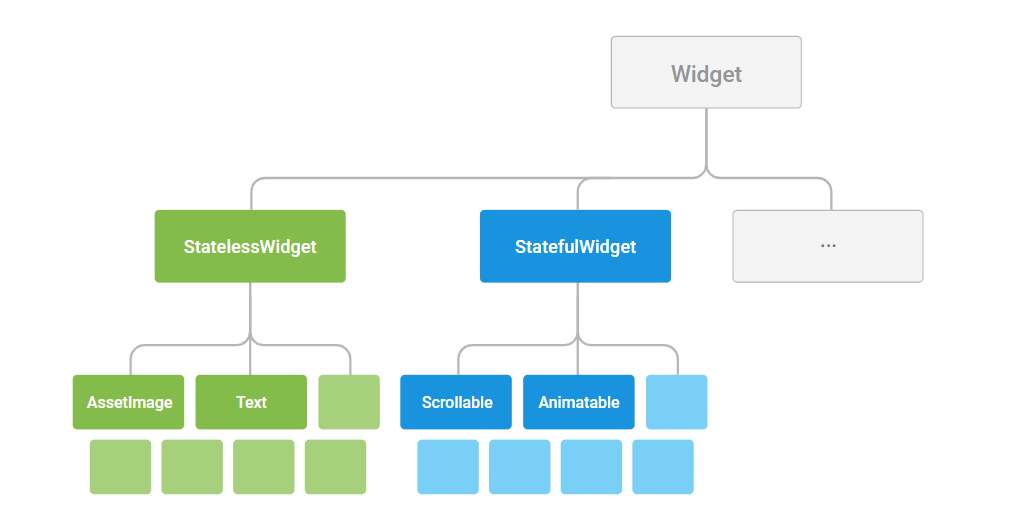 Widget
StatelessWidget
StatefulWidget
...
AssetImage
Text
Scrollable
Animatable